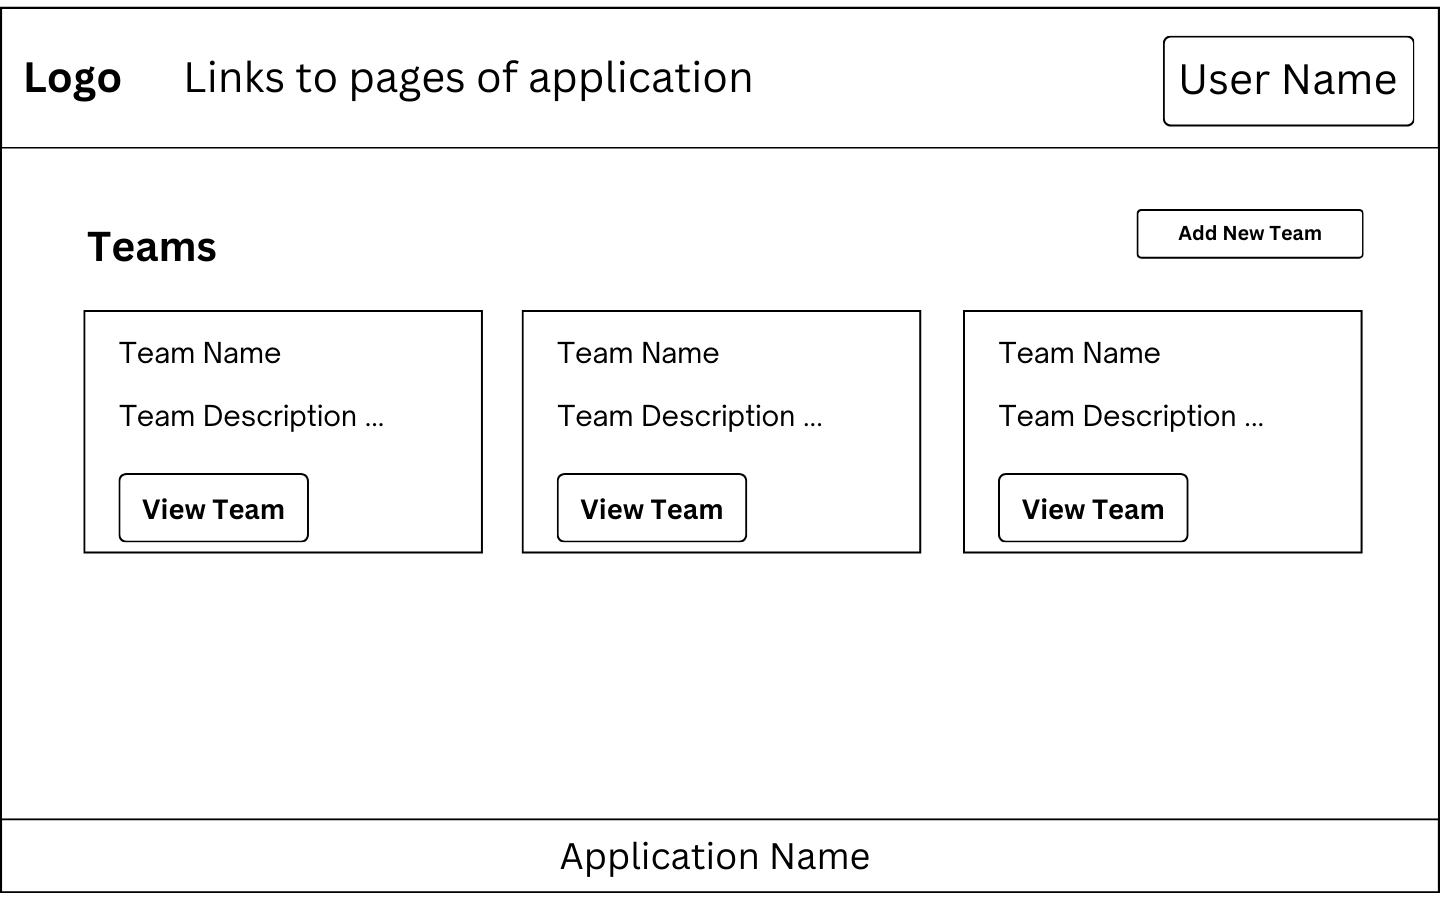 Logo
Links to pages of application
User Name
Teams
Add New Team
Team Name
Team Description ...
View Team
Team Name
Team Description ...
View Team
Team Name
Team Description ...
View Team
Application Name